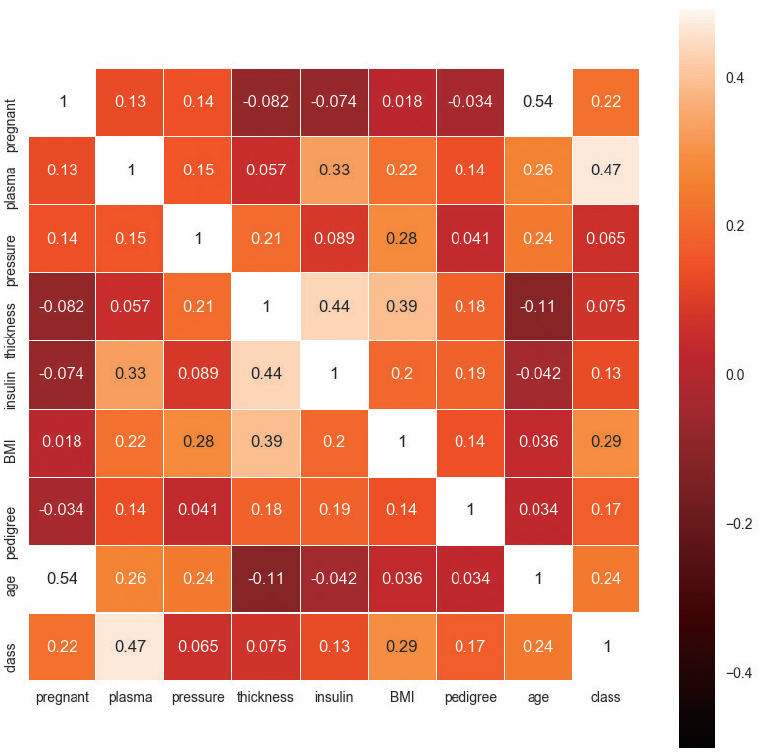 0.4
pregnant 1 0.13 0.14 -0.082 -0.074 0.018 -0.034 0.54 0.22
plasma 0.13 1 0.15 0.057 0.33 0.22 0.14 0.26 0.47
0.2
pressure 0.14 0.15 1 0.21 0.089 0.28 0.041 0.24 0.065
thickness -0.082 0.057 0.21 1 0.44 0.39 0.18 -0.11 0.075
0.0
insulin -0.074 0.33 0.089 0.44 1 0.2 0.19 -0.042 0.13
BMI 0.018 0.22 0.28 0.39 0.2 1 0.14 0.036 0.29
pedigree -0.034 0.14 0.041 0.18 0.19 0.14 1 0.034 0.17
−0.2
age 0.54 0.26 0.24 -0.11 -0.042 0.036 0.034 1 0.24
class 0.22 0.47 0.065 0.075 0.13 0.29 0.17 0.24 1
−0.4
pregnant plasma pressure thickness insulin BMI pedigree age class